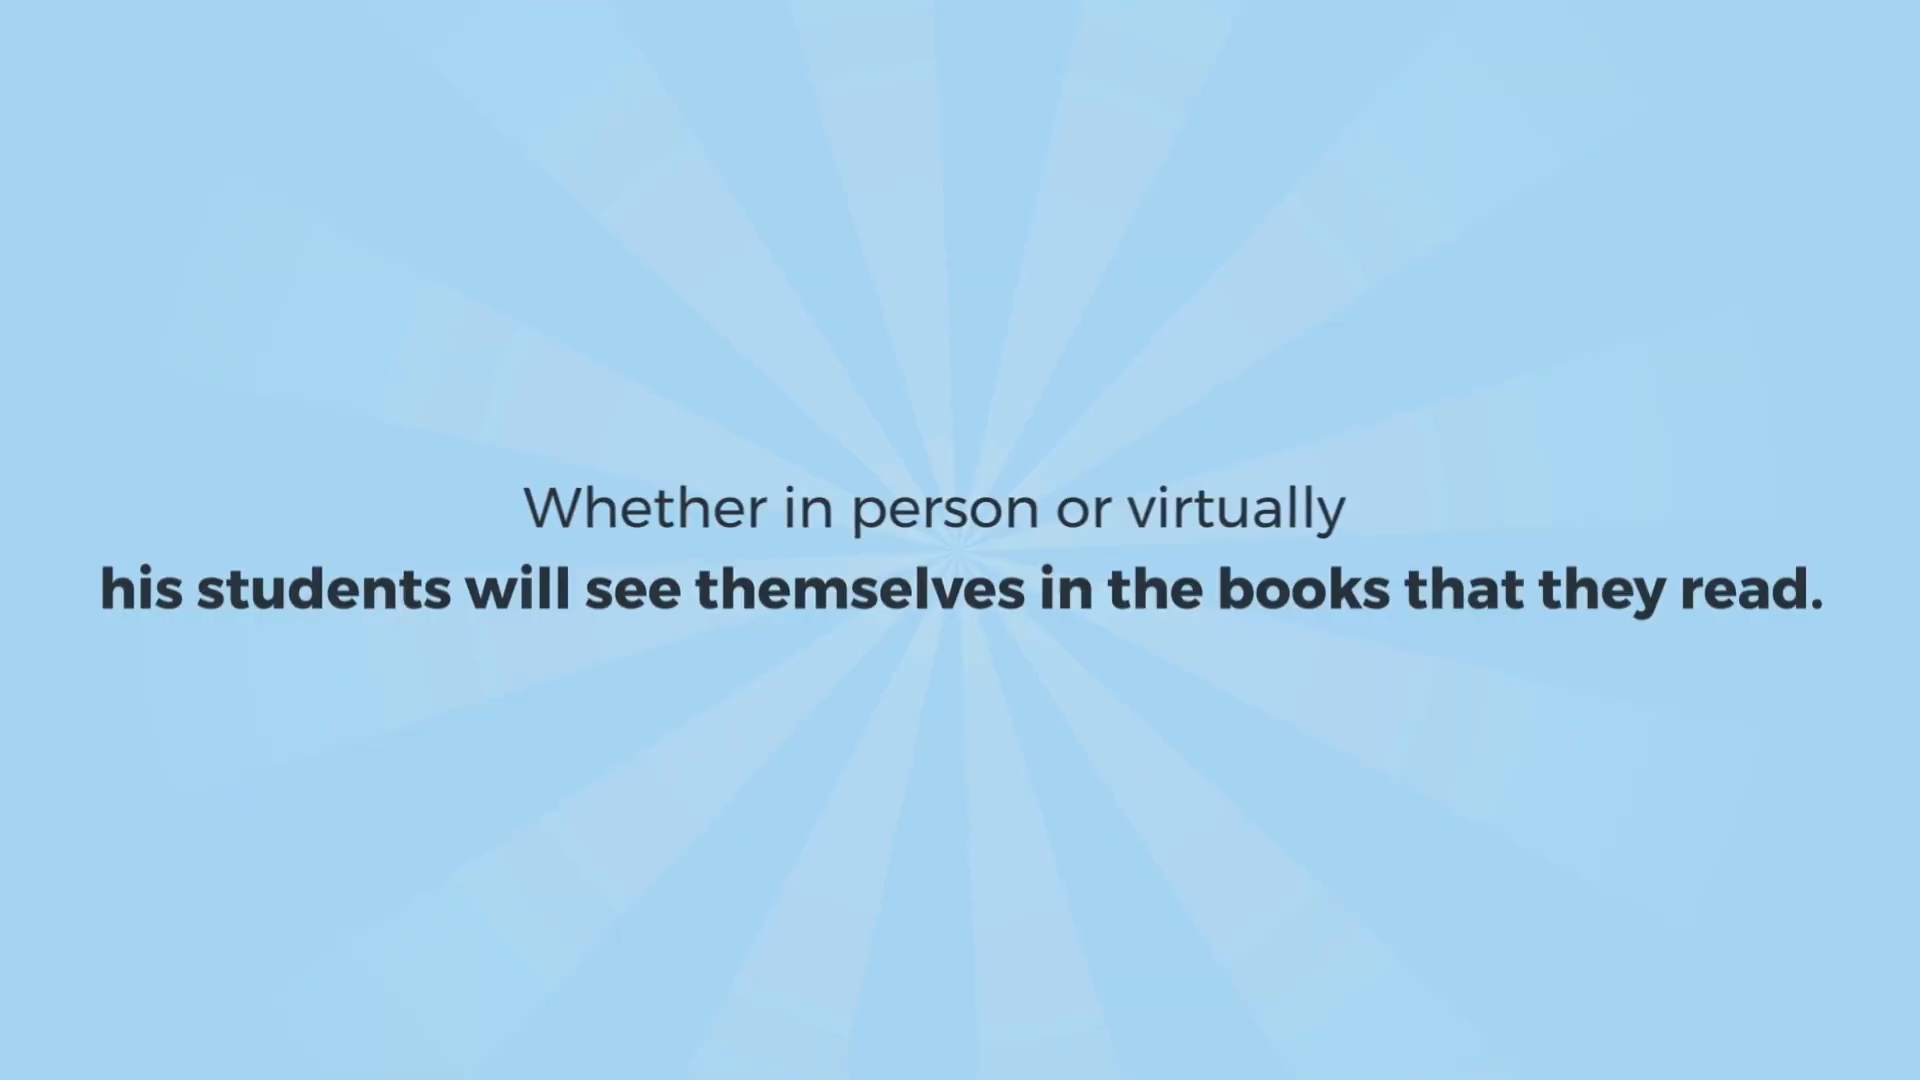 Whether in person or virtually
his students will see themselves in the books that they read.